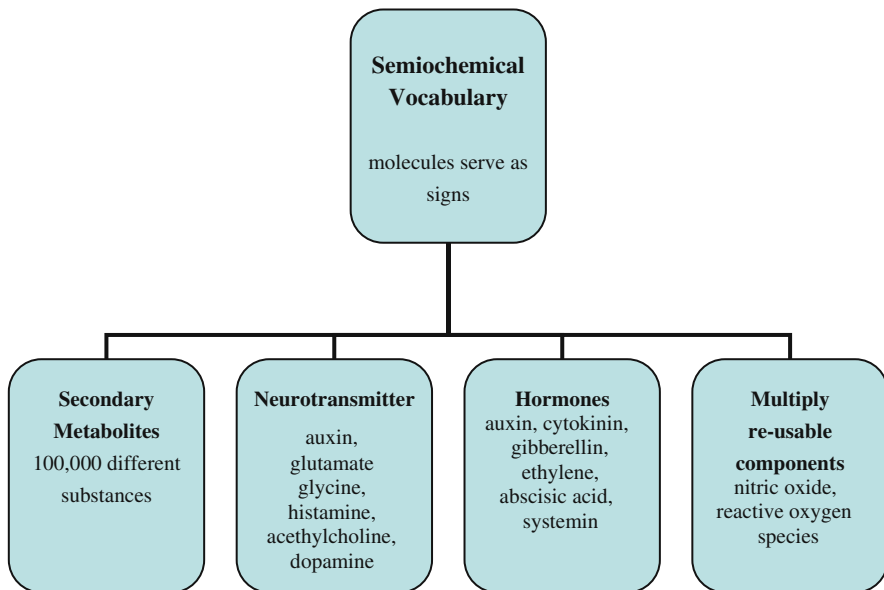 Semiochemical
Vocabulary
molecules serve as
signs
Secondary
Metabolites
100,000 different
substances
Neurotransmitter
auxin,
glutamate
glycine,
histamine,
acethylcholine,
dopamine
Hormones
auxin, cytokinin,
gibberellin,
ethylene,
abscisic acid,
systemin
Multiply
re-usable
components
nitric oxide,
reactive oxygen
species